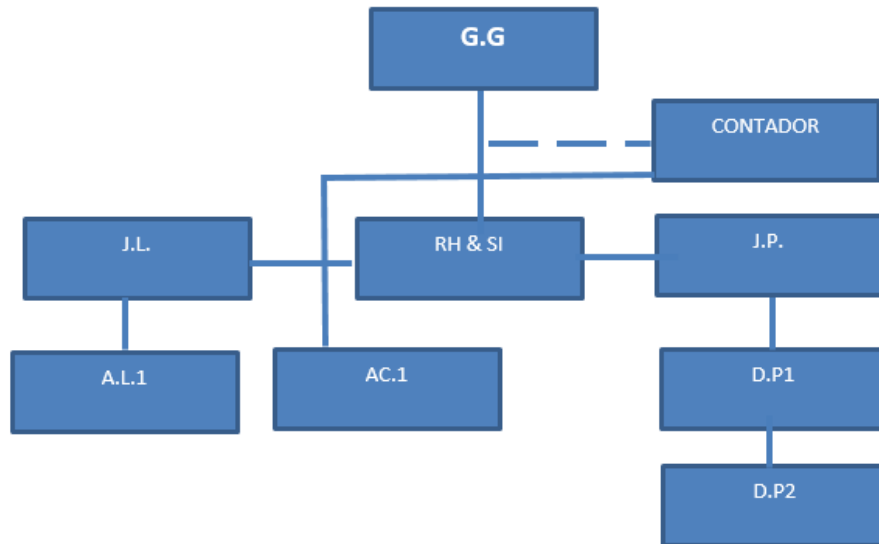 G.G
CONTADOR
J.L.
RH & SI
J.P.
A.L.1
AC.1
D.P1
D.P2